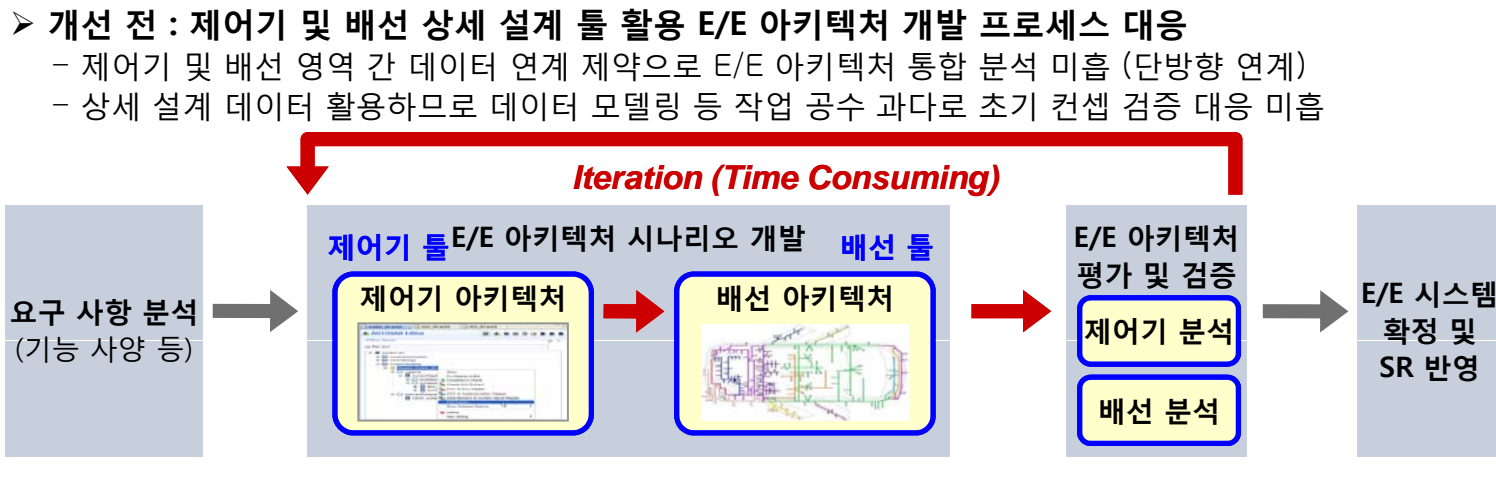 ➢ 개선 전 : 제어기 및 배선 상세 설계 툴 활용 E/E 아키텍처 개발 프로세스 대응
− 제어기 및 배선 영역 간 데이터 연계 제약으로 E/E 아키텍처 통합 분석 미흡 (단방향 연계)
− 상세 설계 데이터 활용하므로 데이터 모델링 등 작업 공수 과다로 초기 컨셉 검증 대응 미흡
Iteration (Time Consuming)
요구 사항 분석
(기능 사양 등)
E/E 아키텍처 시나리오 개발
제어기 툴
배선 툴
제어기 아키텍처
배선 아키텍처
E/E 아키텍처
평가 및 검증
제어기 분석
배선 분석
E/E 시스템
확정 및
SR 반영